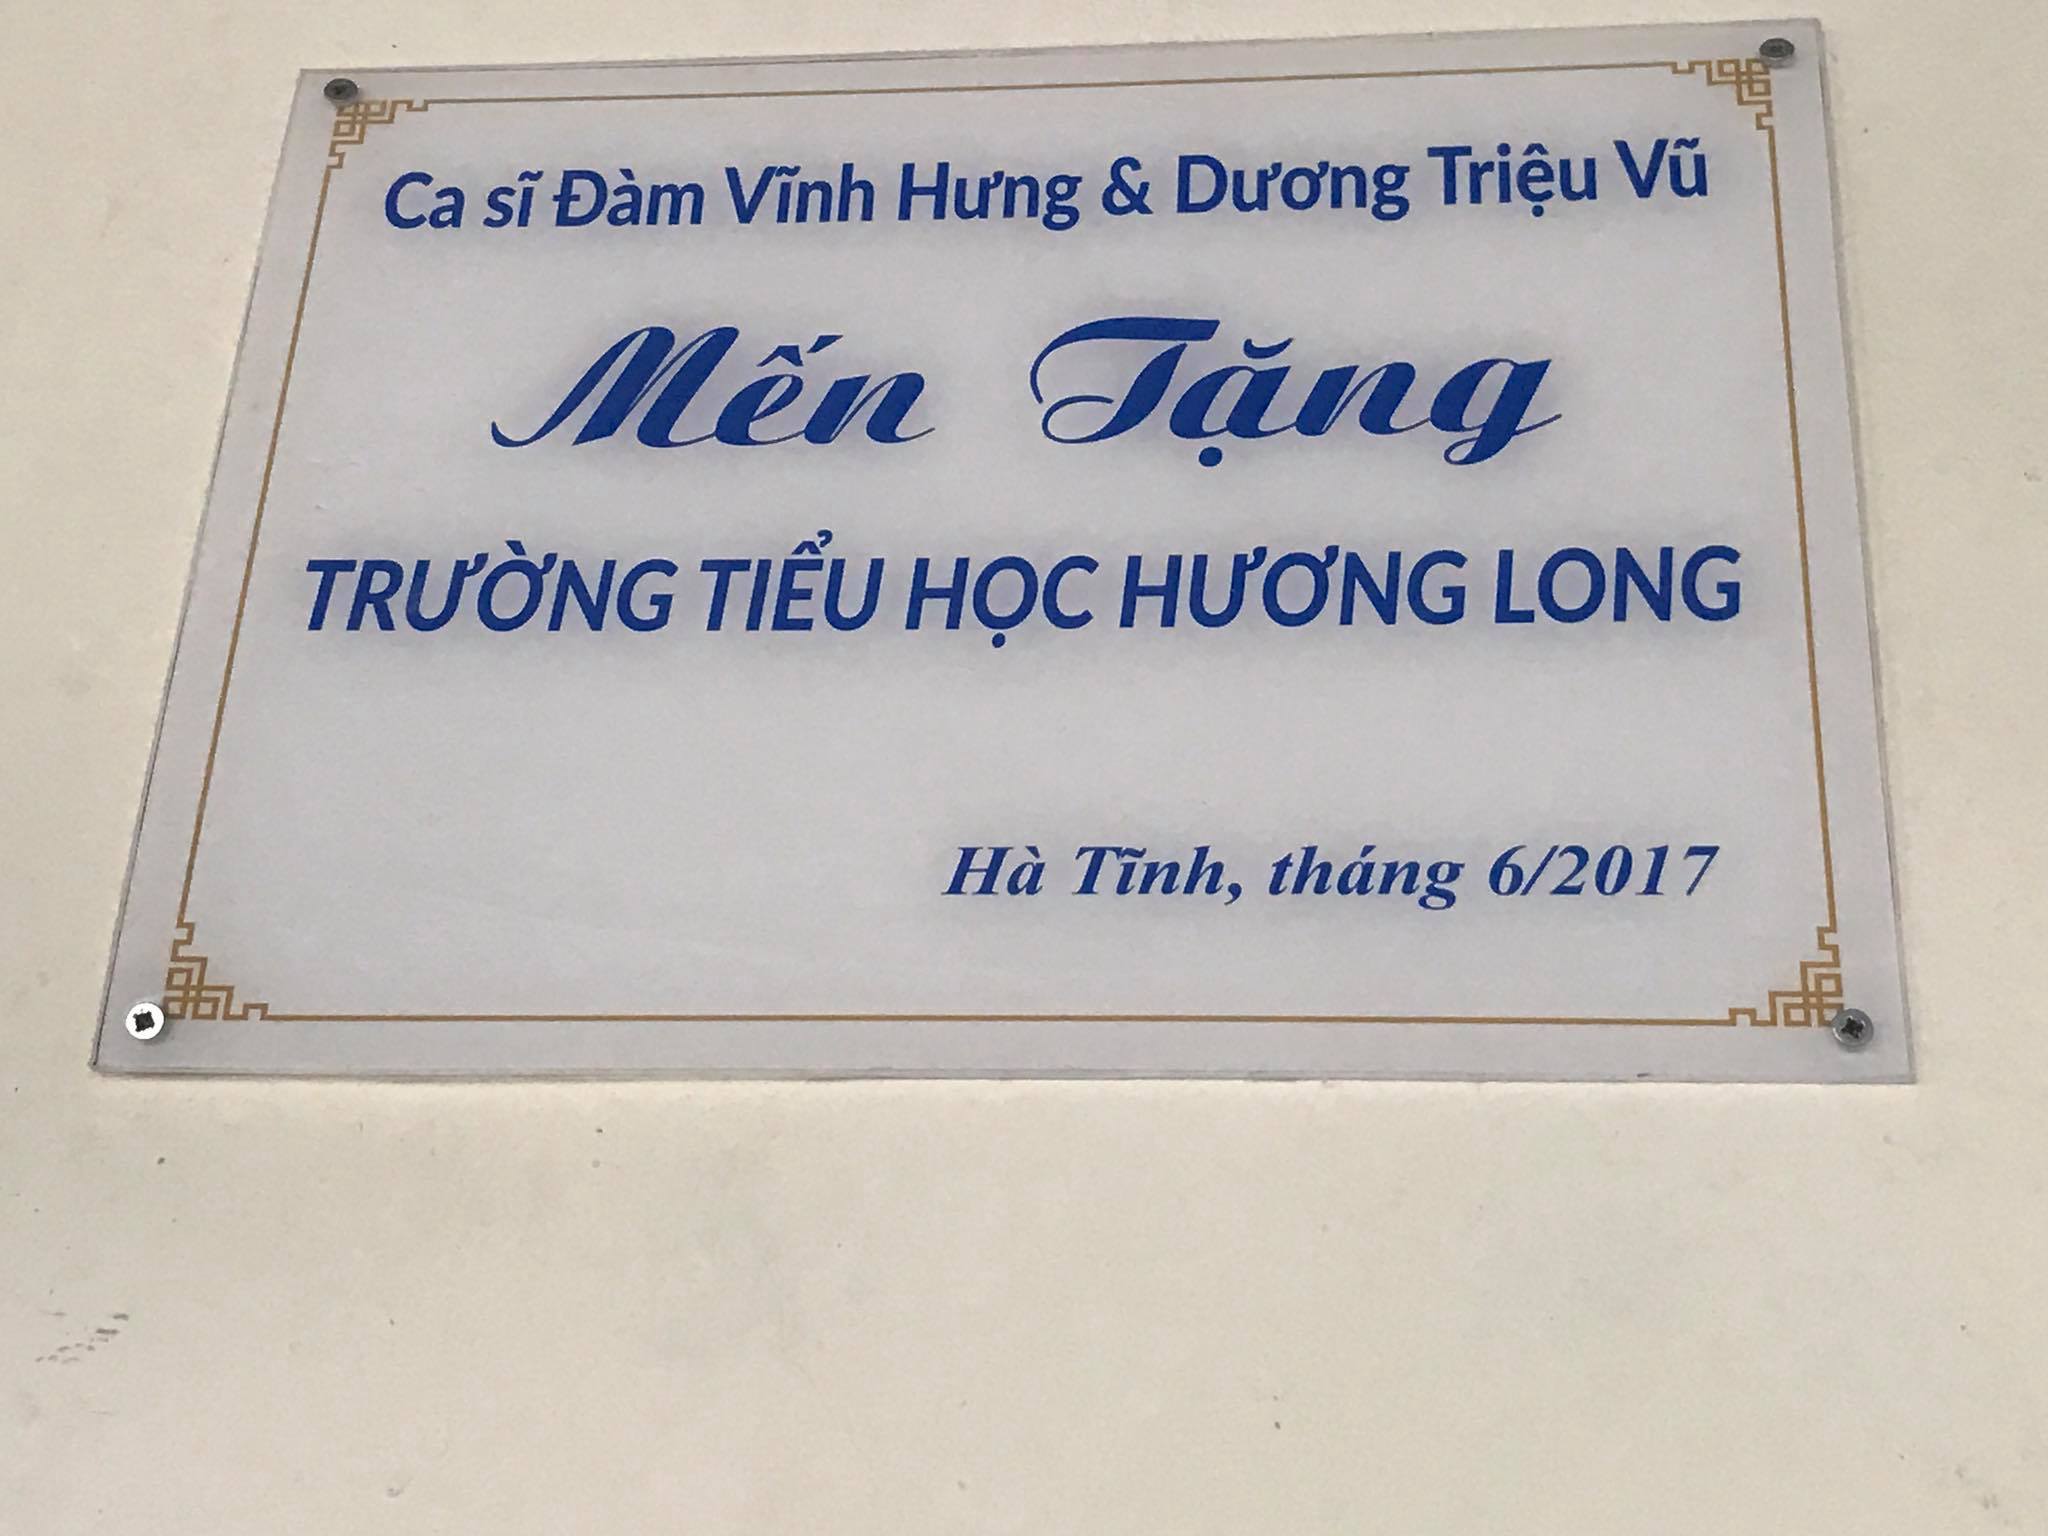 Ca sĩ Đàm Vĩnh Hưng & Dương Triệu Vũ
Mến Tặng
TRƯỜNG TIỂU HỌC HƯƠNG LONG
Hà Tĩnh, tháng 6/2017